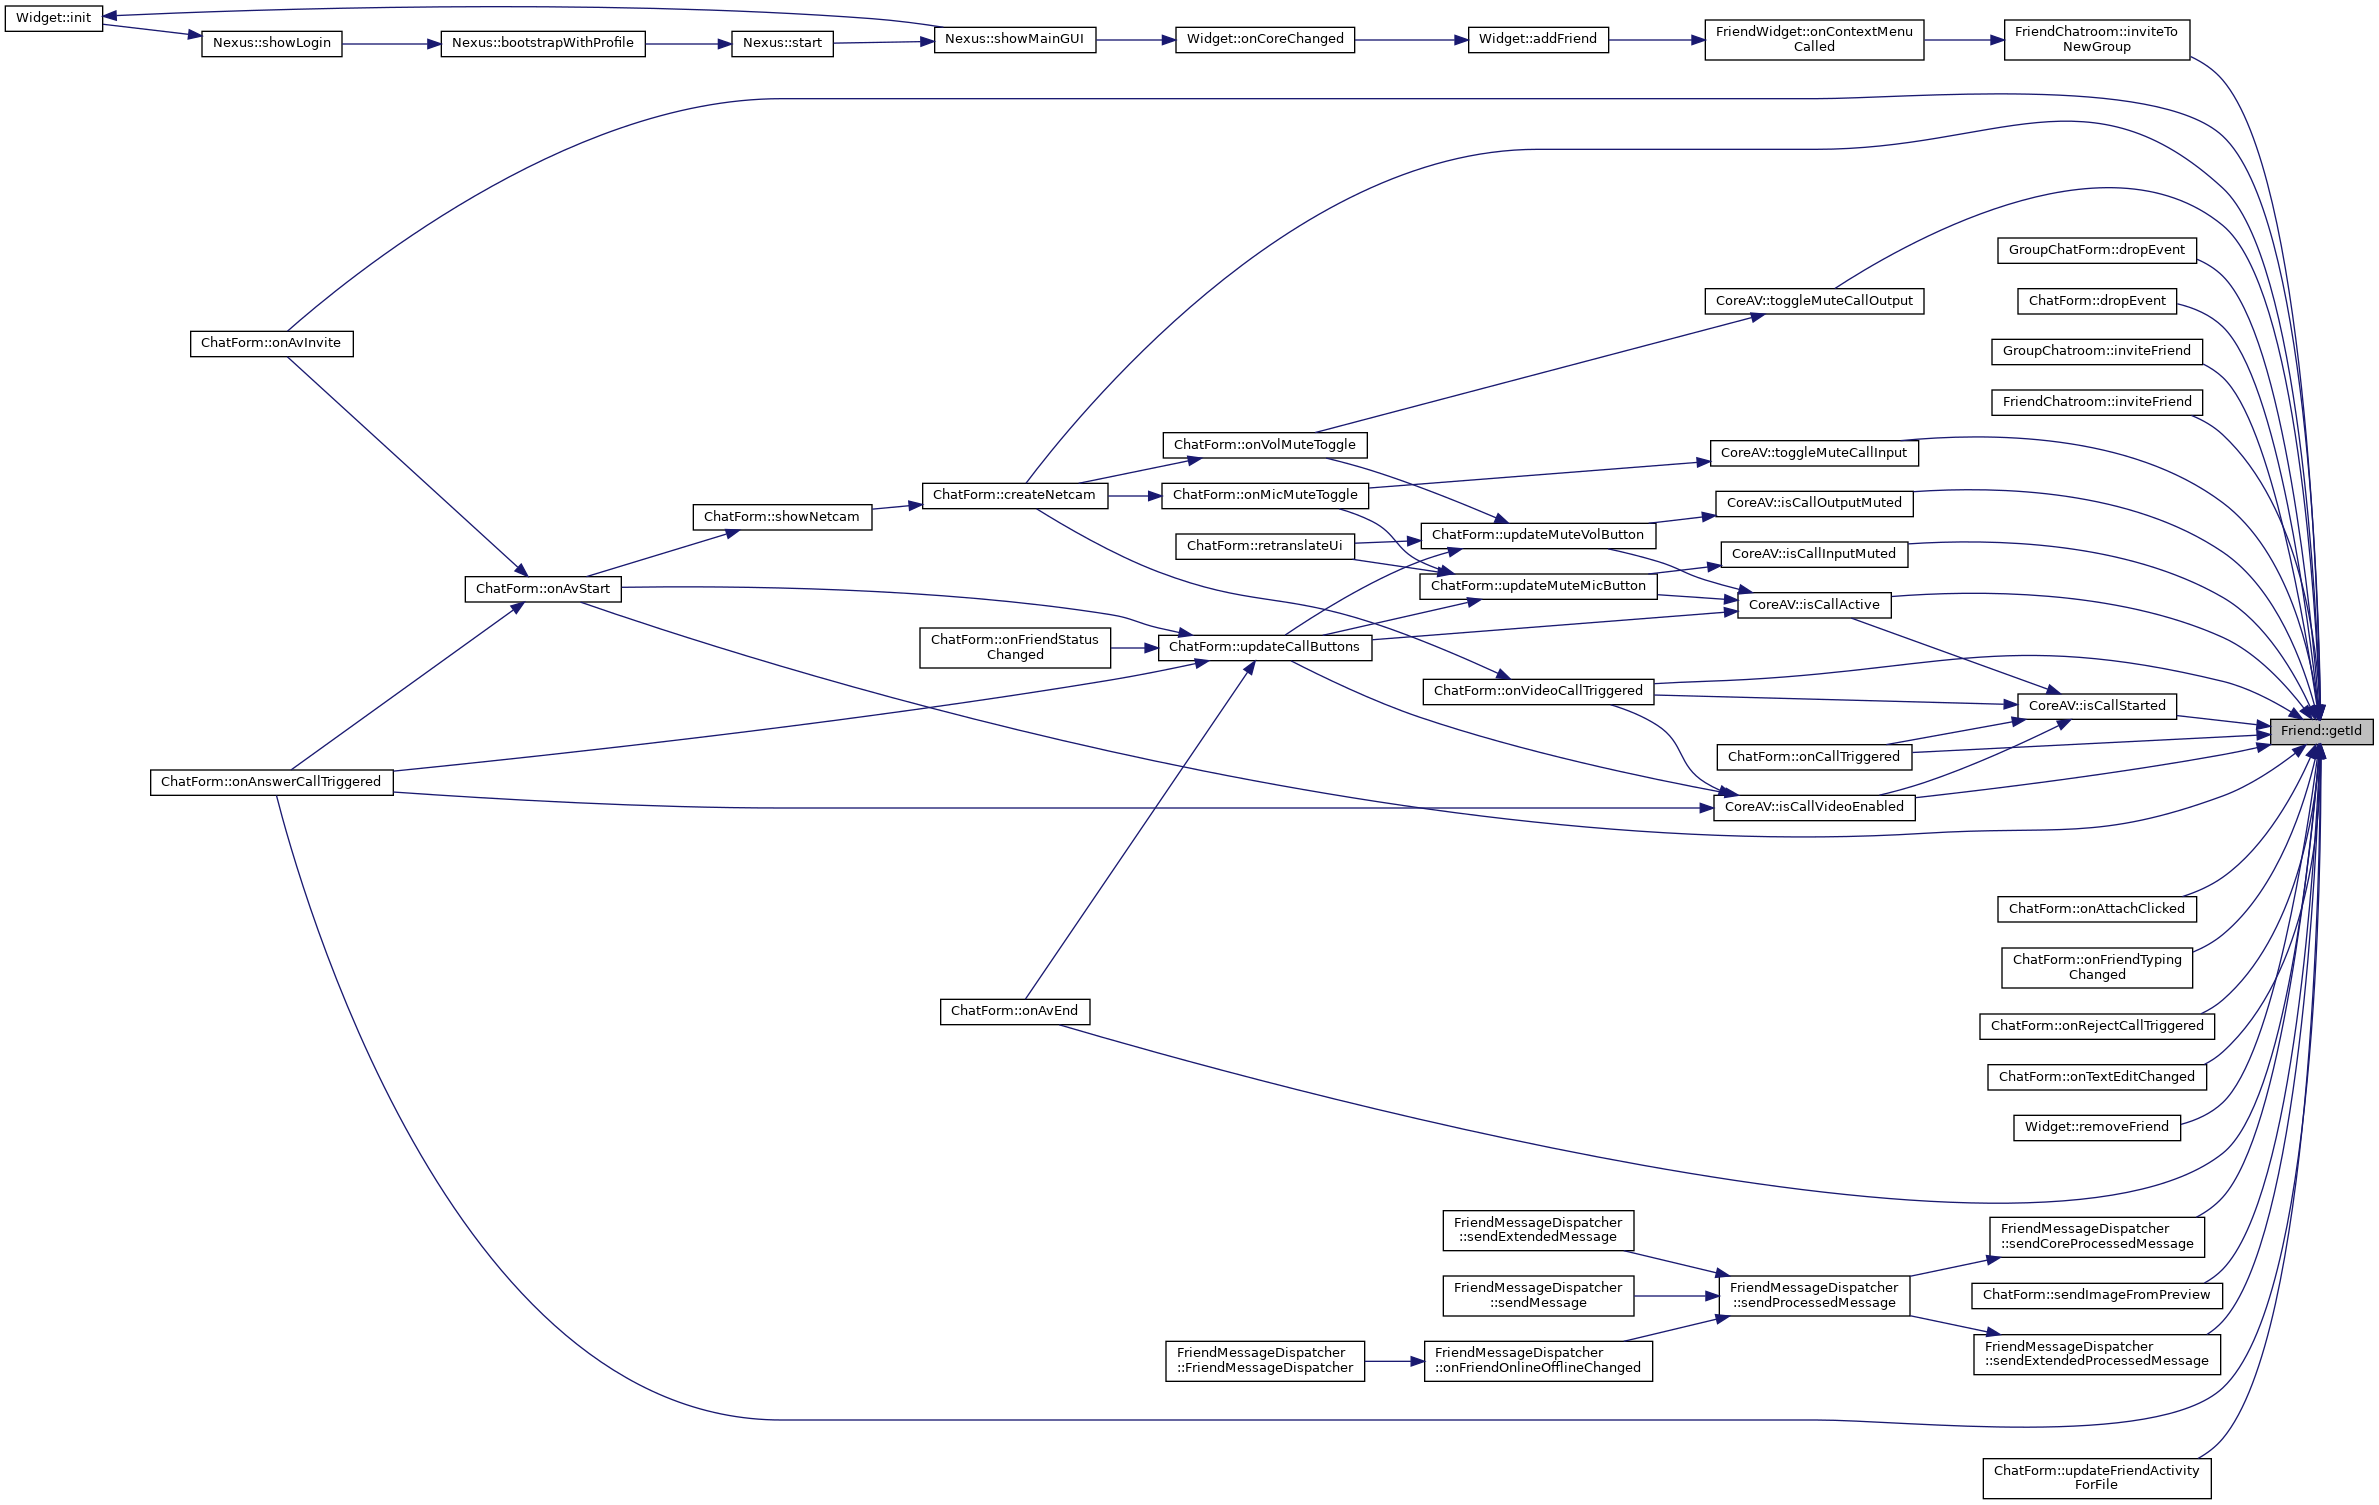 Widget::init
Nexus::showLogin
Nexus::bootstrapWithProfile
Nexus::start
Nexus::showMainGUI
Widget::onCoreChanged
Widget::addFriend
FriendWidget::onContextMenu
Called
FriendChatroom::inviteTo
NewGroup
GroupChatForm::dropEvent
ChatForm::dropEvent
CoreAV::toggleMuteCallOutput
ChatForm::onAvInvite
GroupChatroom::inviteFriend
FriendChatroom::inviteFriend
ChatForm::onVolMuteToggle
CoreAV::toggleMuteCallInput
ChatForm::createNetcam
ChatForm::onMicMuteToggle
CoreAV::isCallOutputMuted
ChatForm::showNetcam
ChatForm::updateMuteVolButton
ChatForm::retranslateUi
CoreAV::isCallInputMuted
ChatForm::onAvStart
ChatForm::updateMuteMicButton
CoreAV::isCallActive
ChatForm::onFriendStatus
Changed
ChatForm::updateCallButtons
ChatForm::onVideoCallTriggered
CoreAV::isCallStarted
Friend::getId
ChatForm::onCallTriggered
ChatForm::onAnswerCallTriggered
CoreAV::isCallVideoEnabled
ChatForm::onAttachClicked
ChatForm::onFriendTyping
Changed
ChatForm::onAvEnd
ChatForm::onRejectCallTriggered
ChatForm::onTextEditChanged
Widget::removeFriend
FriendMessageDispatcher
::sendExtendedMessage
FriendMessageDispatcher
::sendCoreProcessedMessage
FriendMessageDispatcher
::sendMessage
FriendMessageDispatcher
::sendProcessedMessage
ChatForm::sendImageFromPreview
FriendMessageDispatcher
::FriendMessageDispatcher
FriendMessageDispatcher
::onFriendOnlineOfflineChanged
FriendMessageDispatcher
::sendExtendedProcessedMessage
ChatForm::updateFriendActivity
ForFile